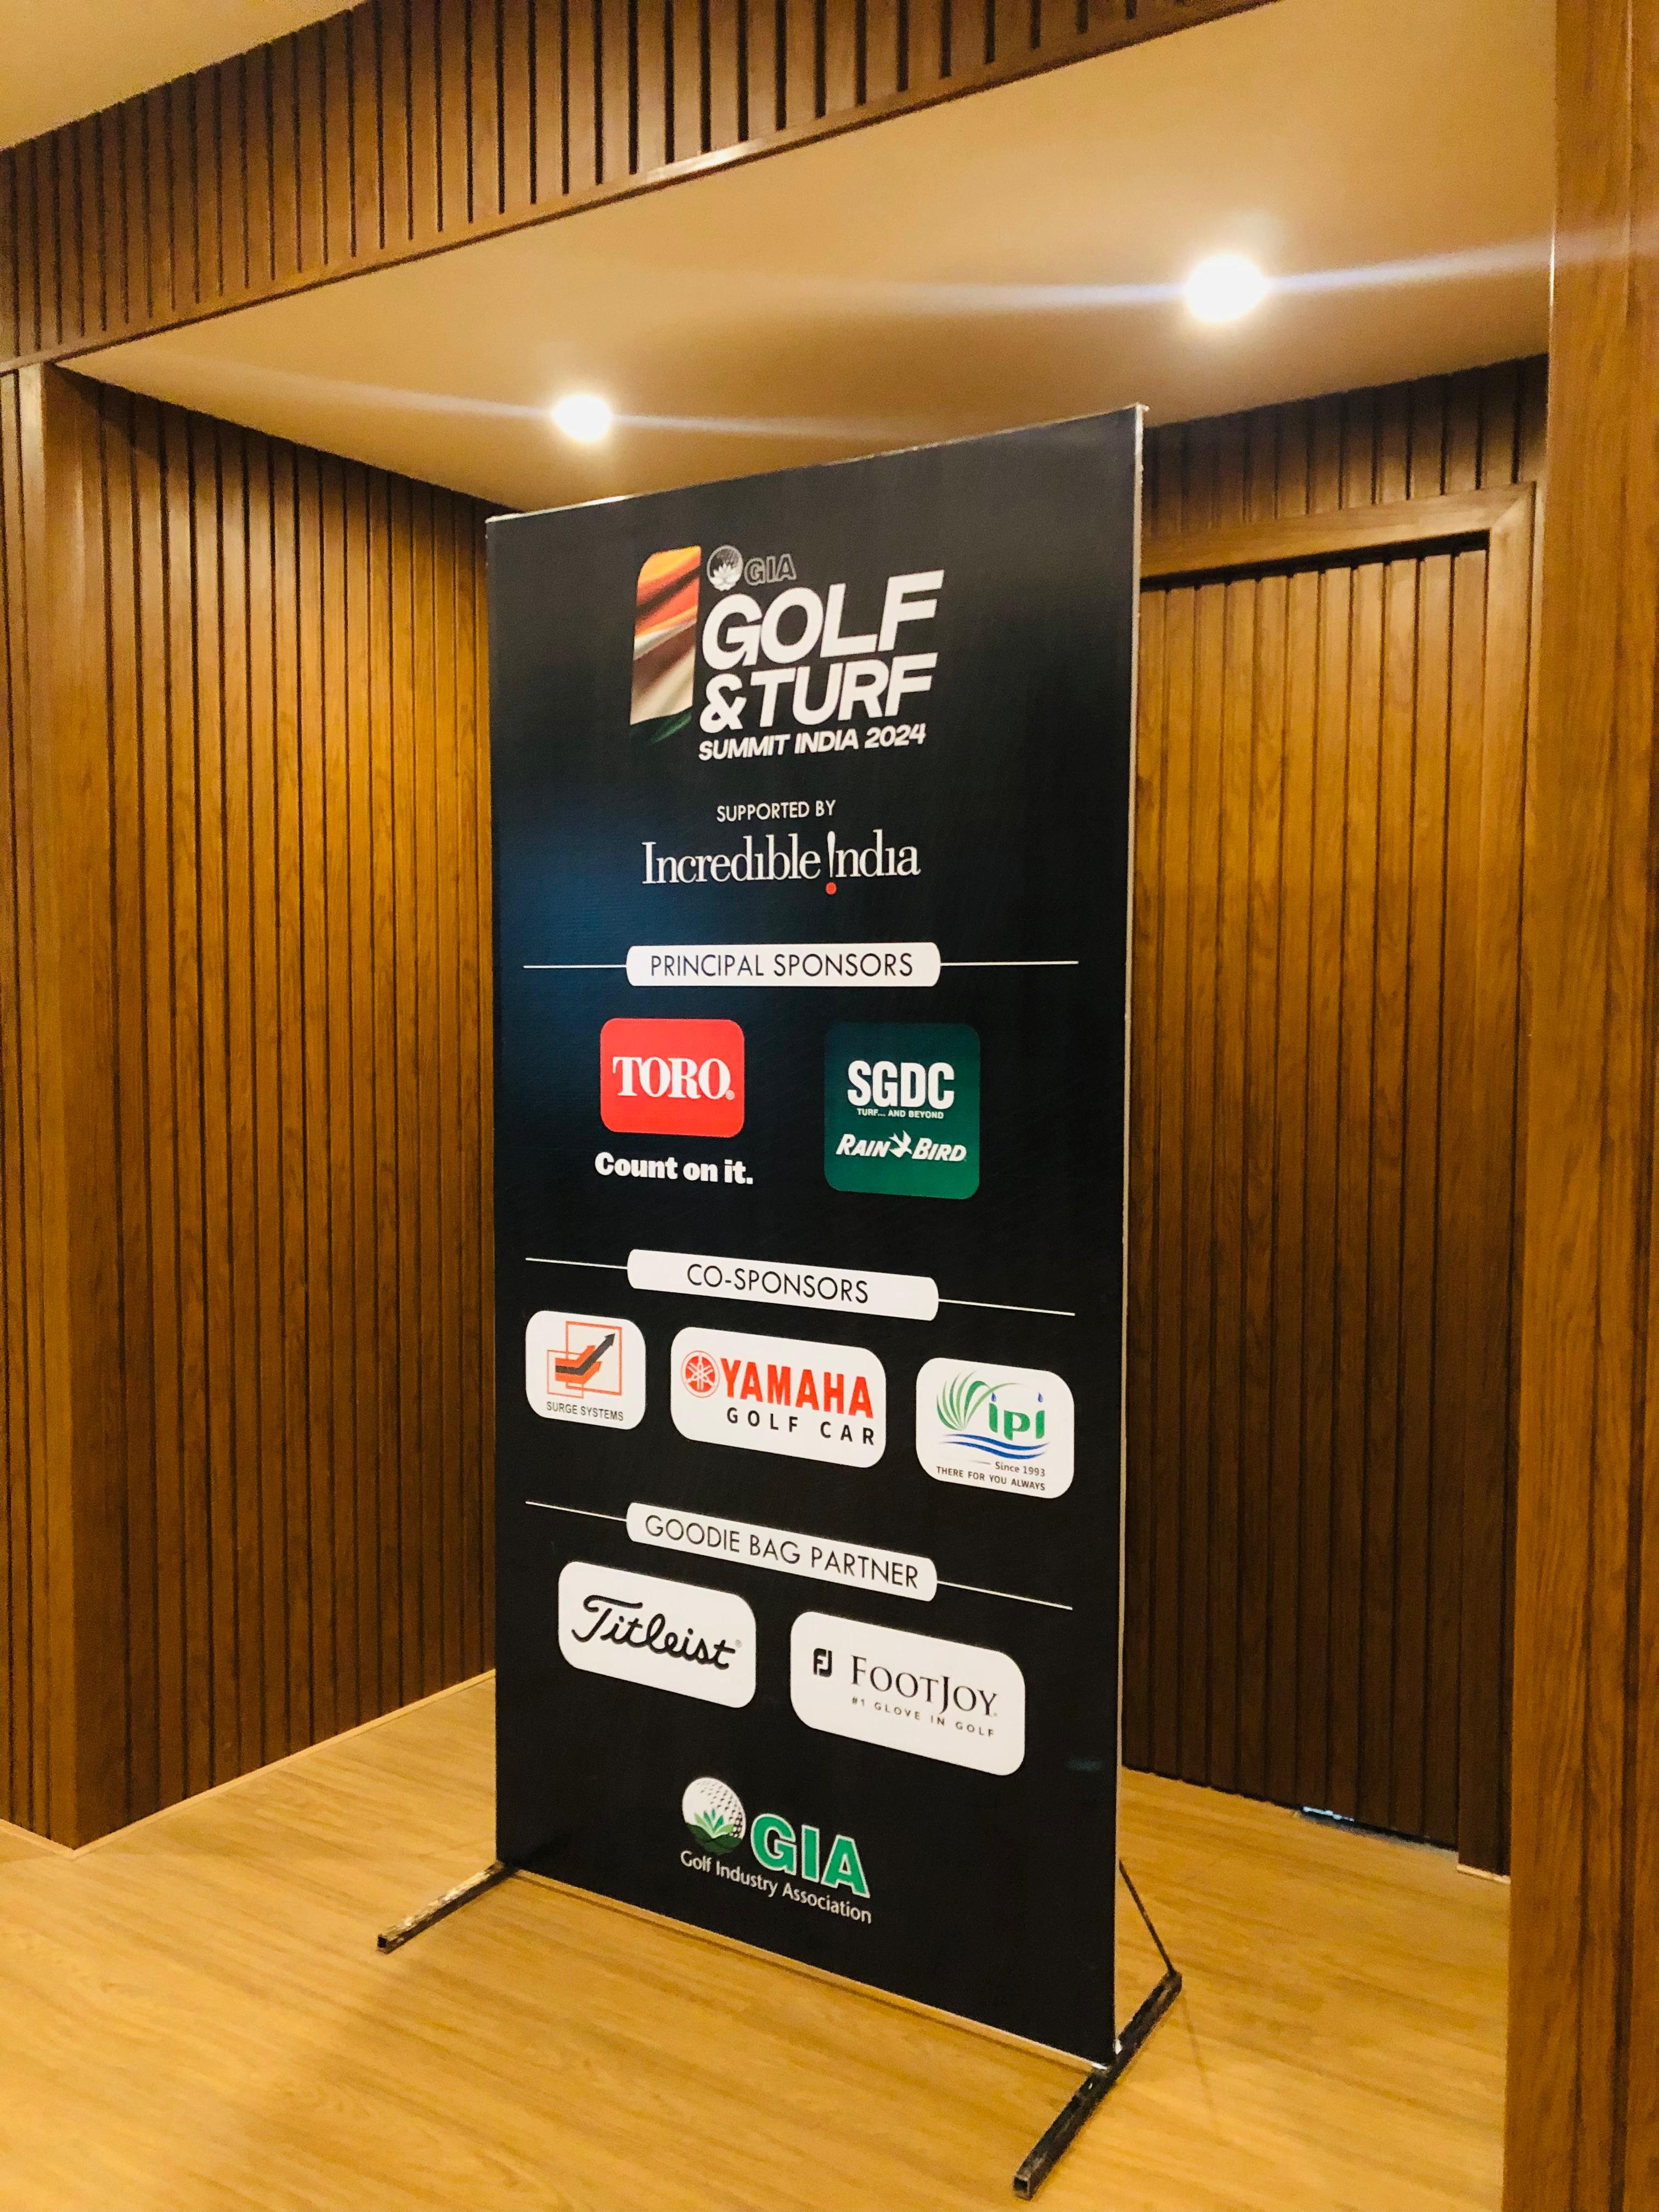 GIA
GOLF
& TURF
SUMMIT INDIA 2024
SUPPORTED BY
Incredible !ndia
PRINCIPAL SPONSORS
TORO®
Count on it.
SGDC
TURF... AND BEYOND
RAIN BIRD
CO-SPONSORS
SURGE SYSTEMS
YAMAHA
GOLF CAR
ipi
Since 1993
THERE FOR YOU ALWAYS
GOODIE BAG PARTNER
Titleist®
FJ FOOTJOY®
#1 GLOVE IN GOLF
GIA
Golf Industry Association